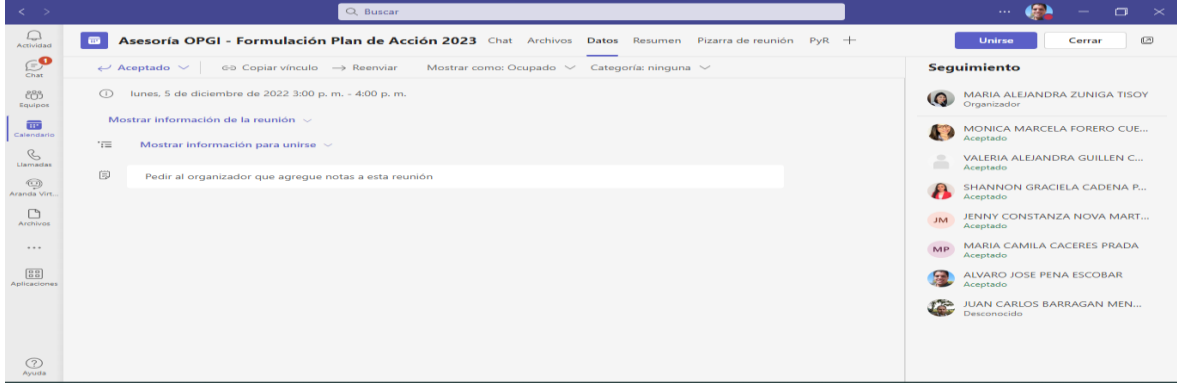 Buscar
Actividad
1
Chat
Equipos
Calendario
Llamadas
Aranda Virt...
Archivos
Aplicaciones
Ayuda
Asesoría OPGI - Formulación Plan de Acción 2023 Chat Archivos Datos Resumen Pizarra de reunión PyR
Unirse Cerrar
Aceptado Copiar vínculo Reenviar Mostrar como: Ocupado Categoría: ninguna
lunes, 5 de diciembre de 2022 3:00 p. m. - 4:00 p. m.
Mostrar información de la reunión
Mostrar información para unirse
Pedir al organizador que agregue notas a esta reunión
Seguimiento
MARIA ALEJANDRA ZUNIGA TISOY
Organizador
MONICA MARCELA FORERO CUE...
Aceptado
VALERIA ALEJANDRA GUILLEN C...
Aceptado
SHANNON GRACIELA CADENA P...
Aceptado
JM JENNY CONSTANZA NOVA MART...
Aceptado
MP MARIA CAMILA CACERES PRADA
Aceptado
ALVARO JOSE PENA ESCOBAR
Aceptado
JUAN CARLOS BARRAGAN MEN...
Desconocido